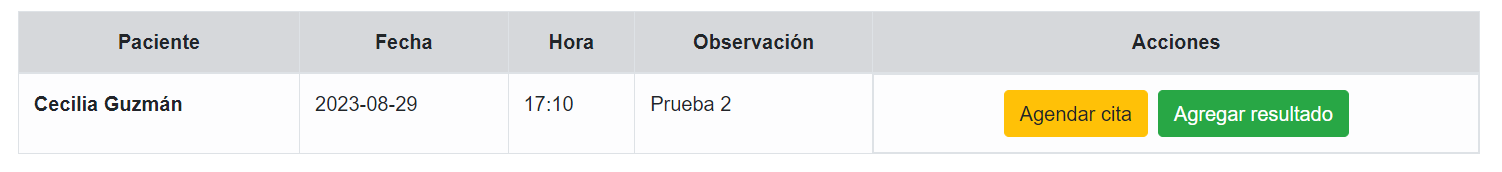 Paciente Fecha Hora Observación Acciones
Cecilia Guzmán 2023-08-29 17:10 Prueba 2 Agendar cita Agregar resultado